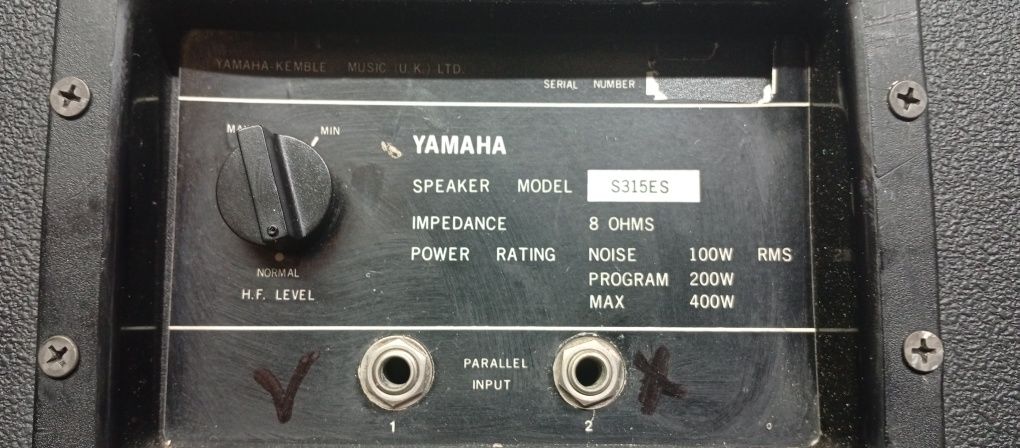 YAMAHA-KEMBLE MUSIC (U.K.) LTD.
SERIAL NUMBER
MIN
YAMAHA
SPEAKER MODEL S315ES
IMPEDANCE 8 OHMS
POWER RATING NOISE 100W RMS
PROGRAM 200W
MAX 400W
NORMAL
H.F. LEVEL
PARALLEL
INPUT
1
2